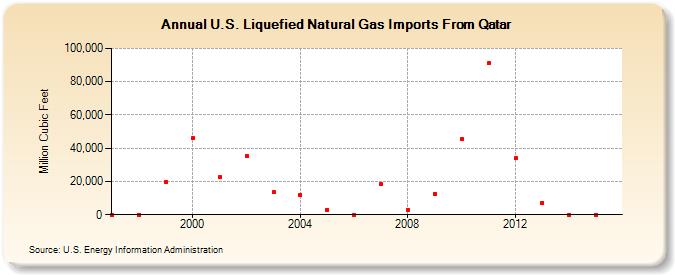 Annual U.S. Liquefied Natural Gas Imports From Qatar
Million Cubic Feet
100,000
80,000
60,000
40,000
20,000
0
2000 2004 2008 2012
Source: U.S. Energy Information Administration